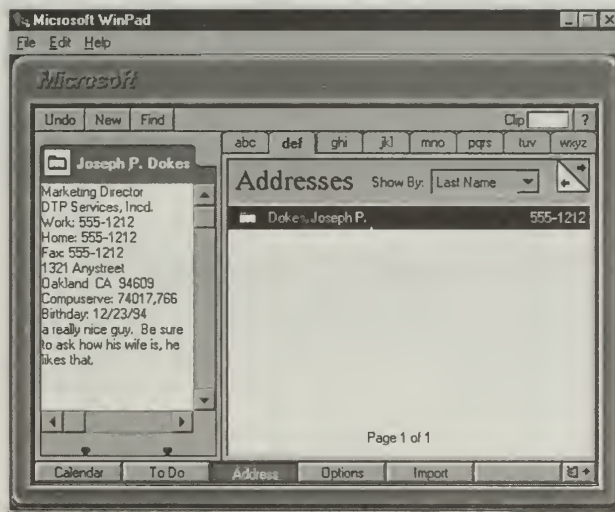 Microsoft WinPad
File Edit Help
Microsoft
Undo New Find Clip ?
abc def ghi jkl mno pqrs tuv wxyz
Joseph P. Dokes
Marketing Director
DTP Services, Incd.
Work: 555-1212
Home: 555-1212
Fax: 555-1212
1321 Anystreet
Oakland CA 94609
Compuserve: 74017,766
Birthday: 12/23/94
a really nice guy. Be sure
to ask how his wife is, he
likes that.
Addresses Show By: Last Name
Dokes, Joseph P. 555-1212
Page 1 of 1
Calendar To Do Address Options Import